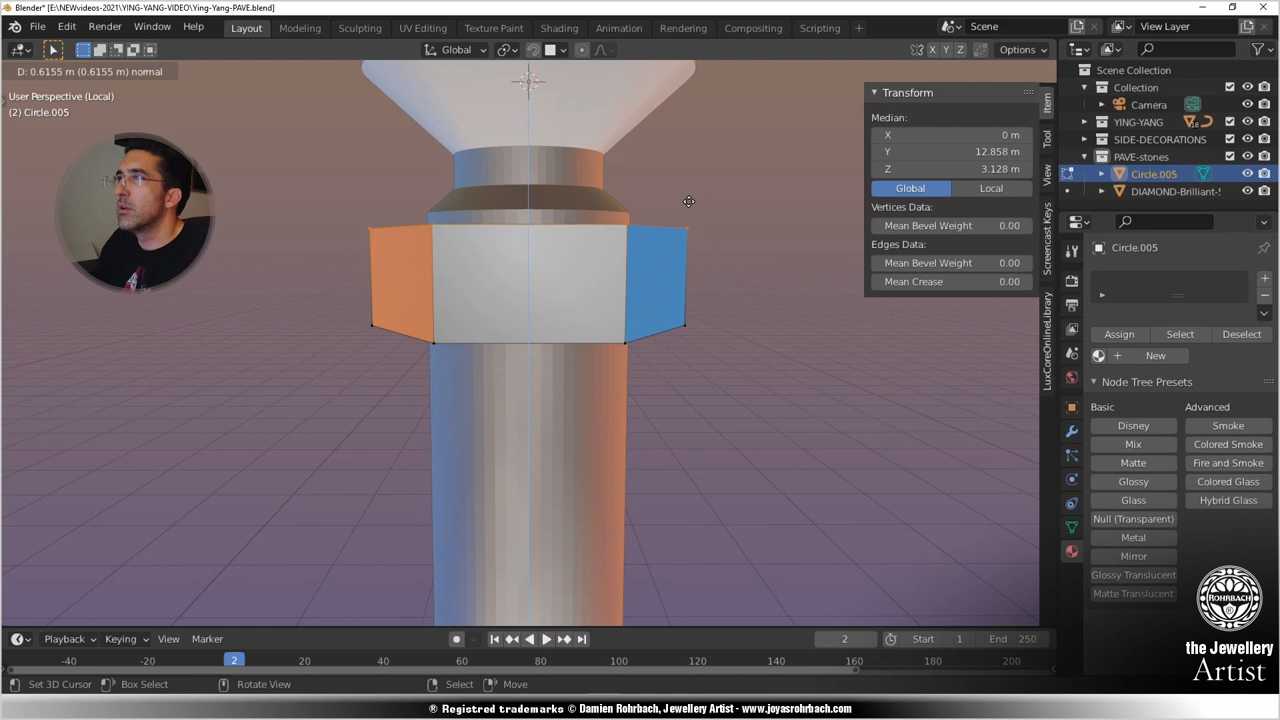 Blender* [E:\NEWvideos-2021\YING-YANG-VIDEO\Ying-Yang-PAVE.blend]
File Edit Render Window Help
Layout Modeling Sculpting UV Editing Texture Paint Shading Animation Rendering Compositing Scripting +
Scene
View Layer
Global
X Y Z
Options
D: 0.6155 m (0.6155 m) normal
User Perspective (Local)
(2) Circle.005
Transform
Median:
X 0 m
Y 12.858 m
Z 3.128 m
Global Local
Vertices Data:
Mean Bevel Weight 0.00
Edges Data:
Mean Bevel Weight 0.00
Mean Crease 0.00
Item
Tool
View
Screencast Keys
LuxCoreOnlineLibrary
Scene Collection
Collection
Camera
YING-YANG
18
SIDE-DECORATIONS
PAVE-stones
Circle.005
DIAMOND-Brilliant-
Circle.005
Assign Select Deselect
New
Node Tree Presets
Basic Advanced
Disney Smoke
Mix Colored Smoke
Matte Fire and Smoke
Glossy Colored Glass
Glass Hybrid Glass
Null (Transparent)
Metal
Mirror
Glossy Translucent
Matte Translucent
ROHRBACH
the Jewellery
Artist
Playback Keying View Marker
2
Start 1
End 250
-40 -20 2 20 40 60 80 100 120 140 160 200
Set 3D Cursor Box Select Rotate View Select Move
® Registered trademarks © Damien Rohrbach, Jewellery Artist - www.joyasrohrbach.com